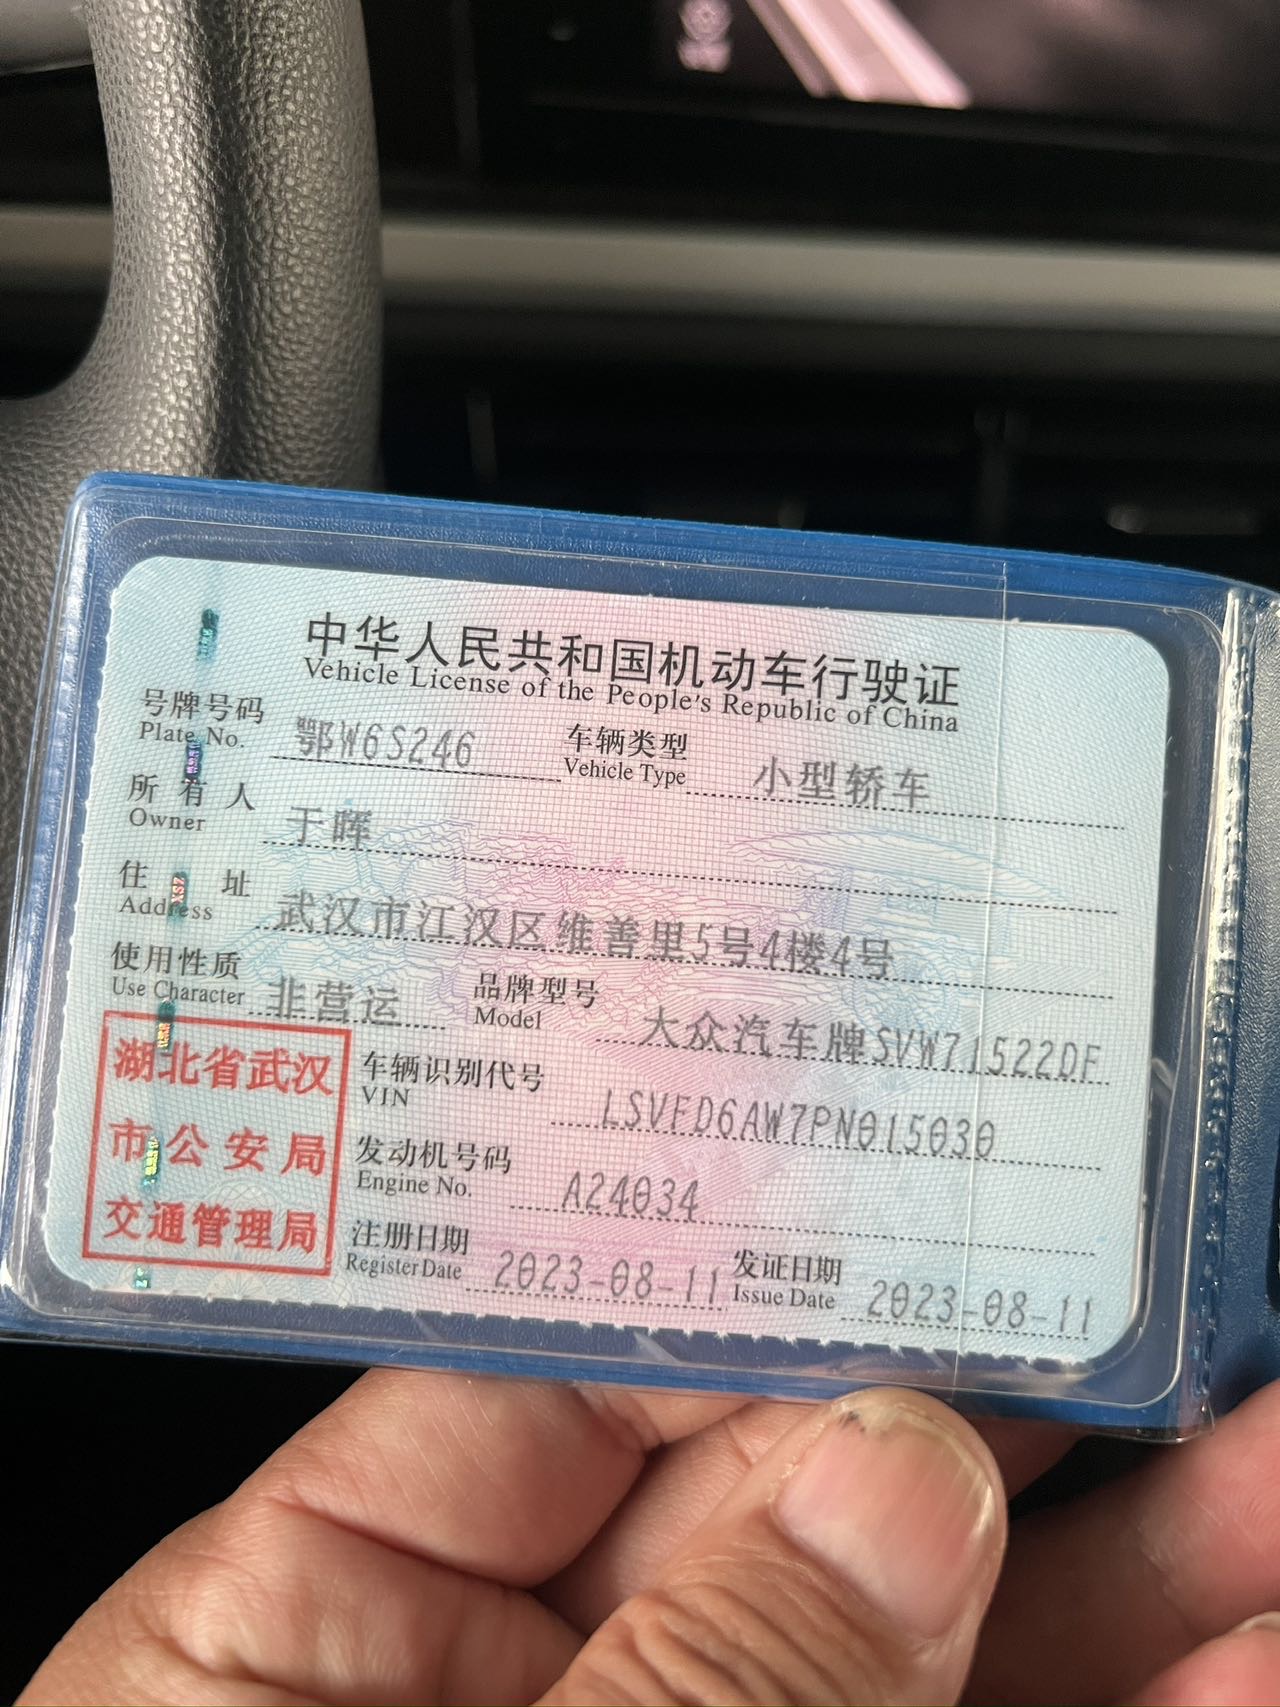 中华人民共和国机动车行驶证
Vehicle License of the People's Republic of China
号牌号码 鄂W6S246 车辆类型 小型轿车
Plate No. Vehicle Type
所有人 于晖
Owner
住址 武汉市江汉区维善里5号4楼4号
Address
使用性质 非营运 品牌型号 大众汽车牌SVW71522DF
Use Character Model
湖北省武汉
市公安局
交通管理局
车辆识别代号 LSVFD6AW7PN015030
VIN
发动机号码 A24034
Engine No.
注册日期 2023-08-11 发证日期 2023-08-11
Register Date Issue Date